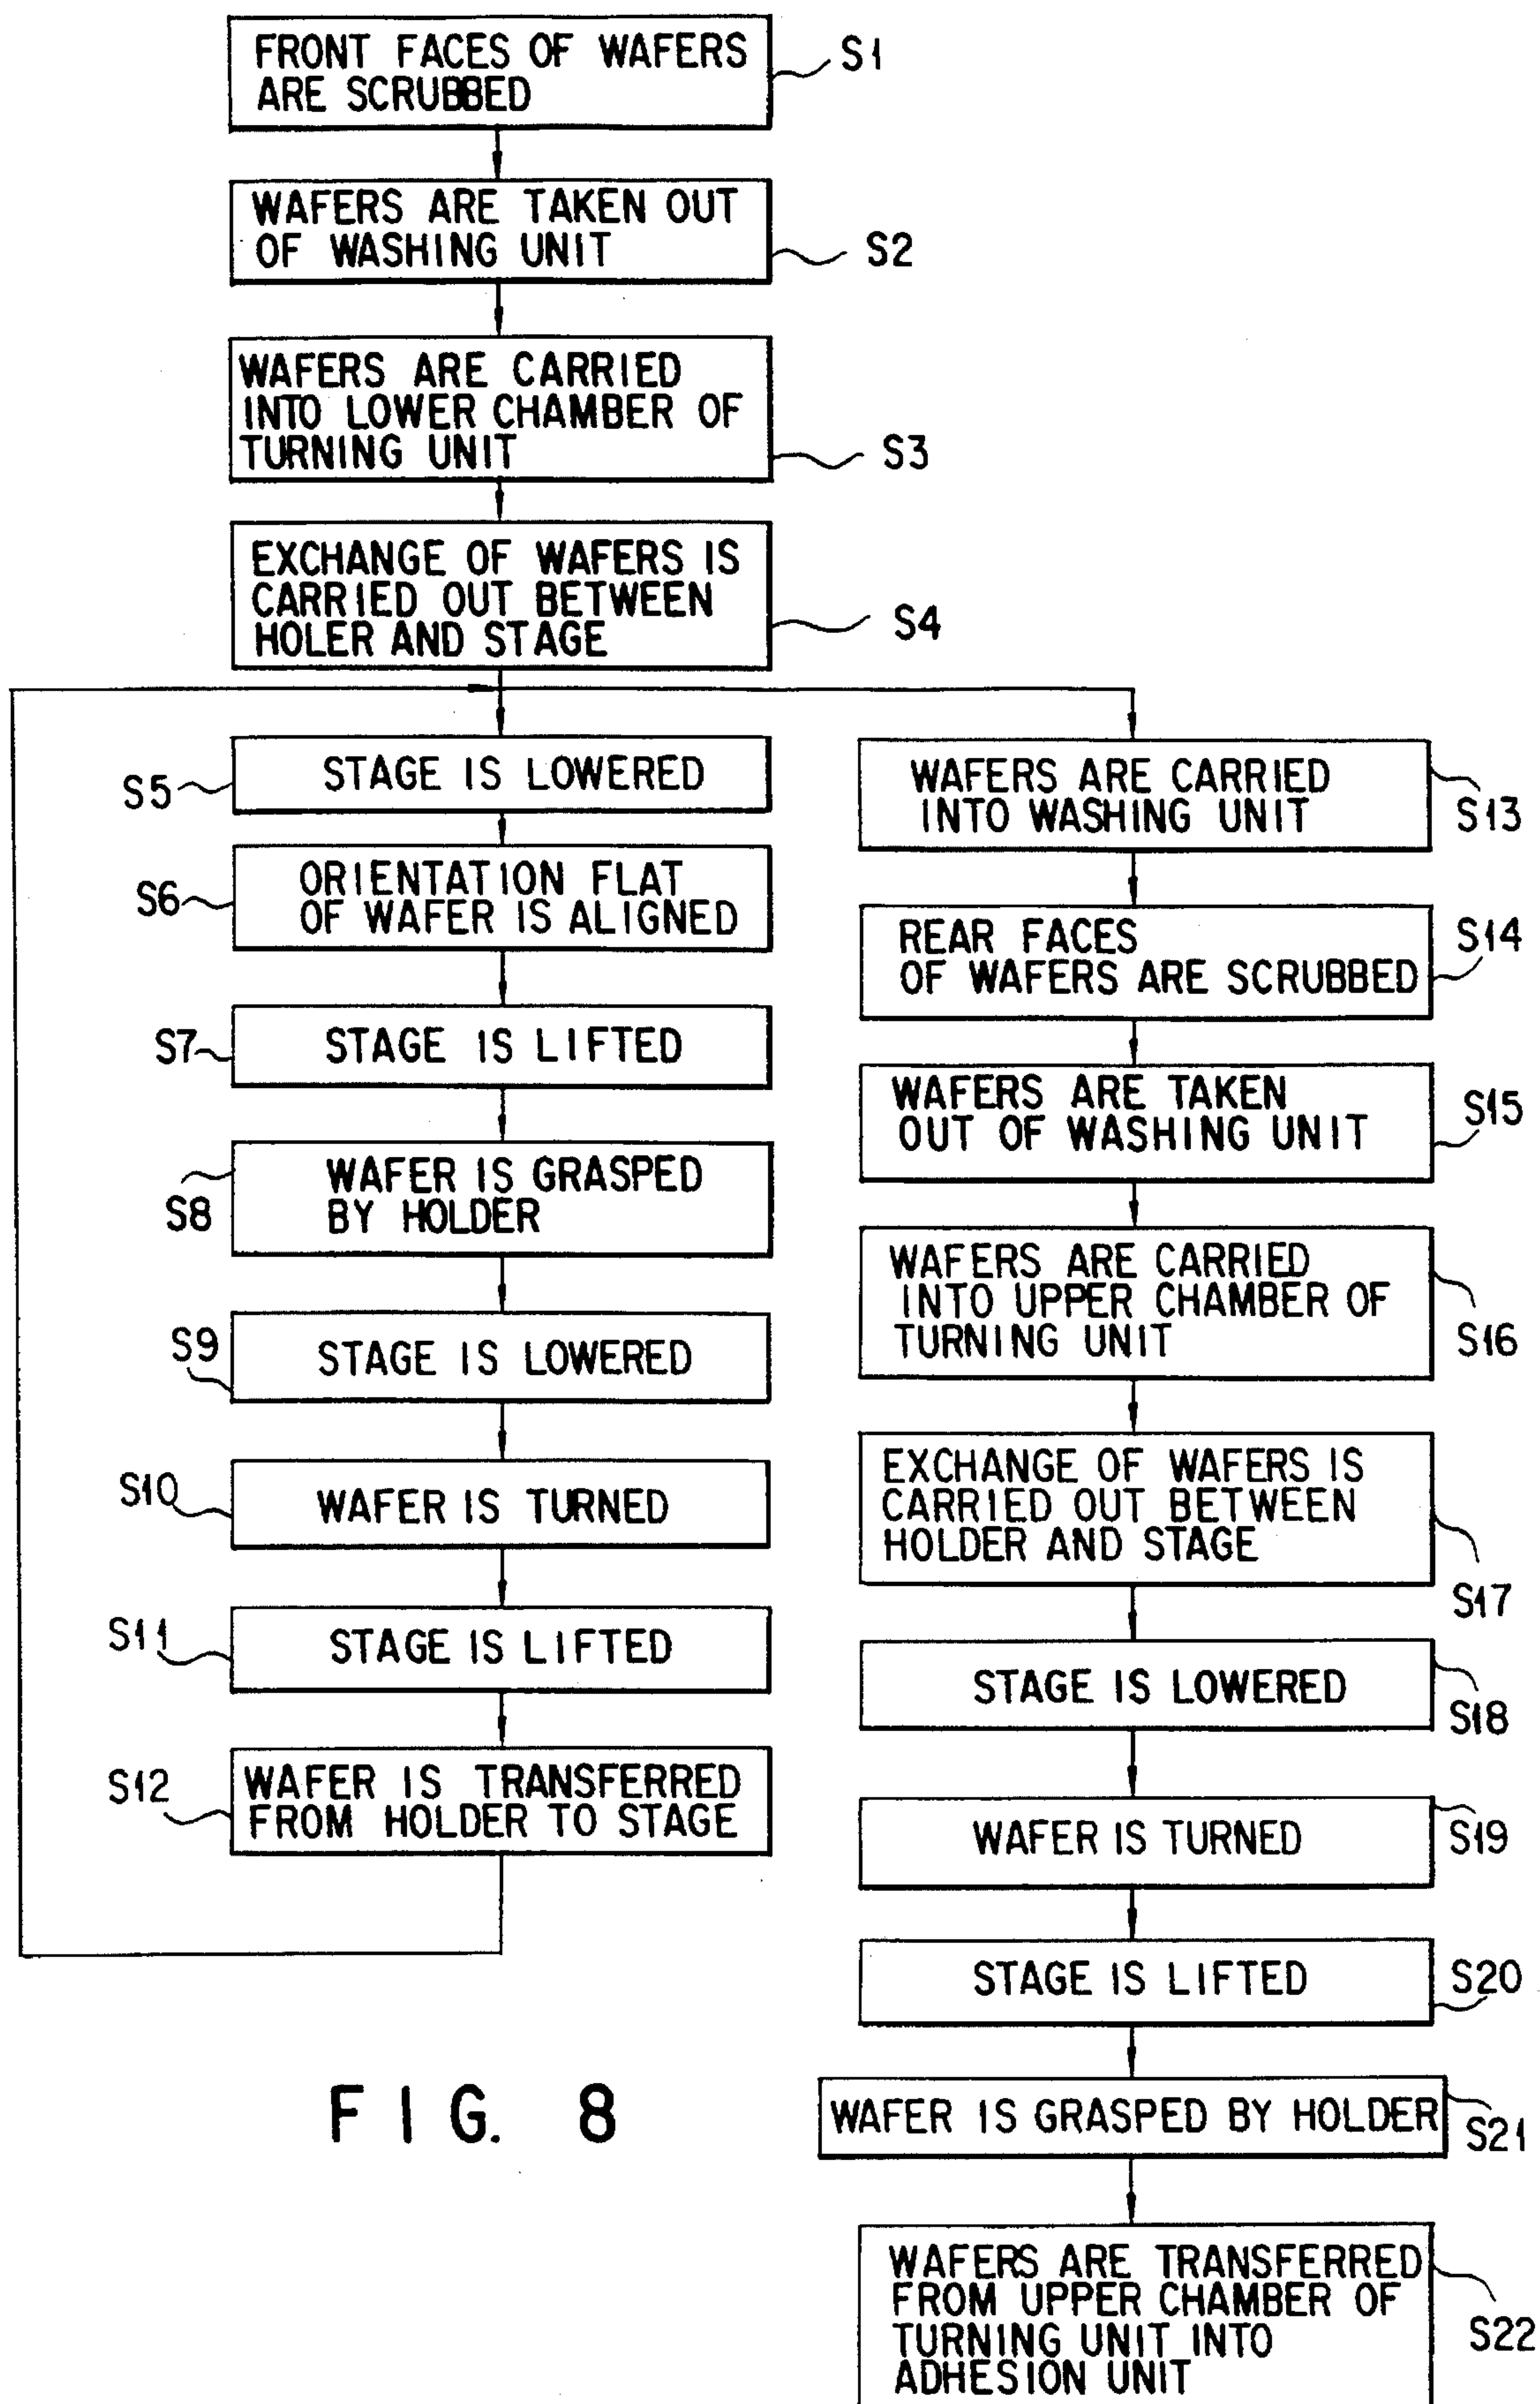 FRONT FACES OF WAFERS
ARE SCRUBBED
S1
WAFERS ARE TAKEN OUT
OF WASHING UNIT
S2
WAFERS ARE CARRIED
INTO LOWER CHAMBER OF
TURNING UNIT
S3
EXCHANGE OF WAFERS IS
CARRIED OUT BETWEEN
HOLER AND STAGE
S4
STAGE IS LOWERED
S5
ORIENTATION FLAT
OF WAFER IS ALIGNED
S6
STAGE IS LIFTED
S7
WAFER IS GRASPED
BY HOLDER
S8
STAGE IS LOWERED
S9
WAFER IS TURNED
S10
STAGE IS LIFTED
S11
WAFER IS TRANSFERRED
FROM HOLDER TO STAGE
S12
WAFERS ARE CARRIED
INTO WASHING UNIT
S13
REAR FACES
OF WAFERS ARE SCRUBBED
S14
WAFERS ARE TAKEN
OUT OF WASHING UNIT
S15
WAFERS ARE CARRIED
INTO UPPER CHAMBER OF
TURNING UNIT
S16
EXCHANGE OF WAFERS IS
CARRIED OUT BETWEEN
HOLDER AND STAGE
S17
STAGE IS LOWERED
S18
WAFER IS TURNED
S19
STAGE IS LIFTED
S20
WAFER IS GRASPED BY HOLDER
S21
WAFERS ARE TRANSFERRED
FROM UPPER CHAMBER OF
TURNING UNIT INTO
ADHESION UNIT
S22
FIG. 8